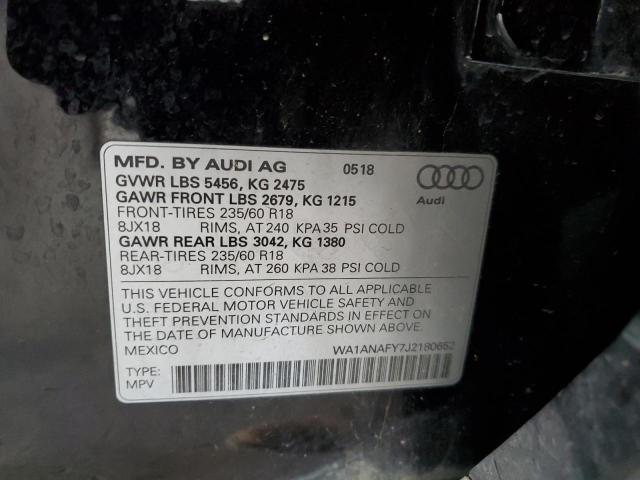 MFD. BY AUDI AG 0518
GVWR LBS 5456, KG 2475
GAWR FRONT LBS 2679, KG 1215
FRONT-TIRES 235/60 R18
8JX18 RIMS, AT 240 KPA 35 PSI COLD
GAWR REAR LBS 3042, KG 1380
REAR-TIRES 235/60 R18
8JX18 RIMS, AT 260 KPA 38 PSI COLD
Audi
THIS VEHICLE CONFORMS TO ALL APPLICABLE
U.S. FEDERAL MOTOR VEHICLE SAFETY AND
THEFT PREVENTION STANDARDS IN EFFECT ON
THE DATE OF MANUFACTURE SHOWN ABOVE.
MEXICO WA1ANAFY7J2180652
TYPE:
MPV